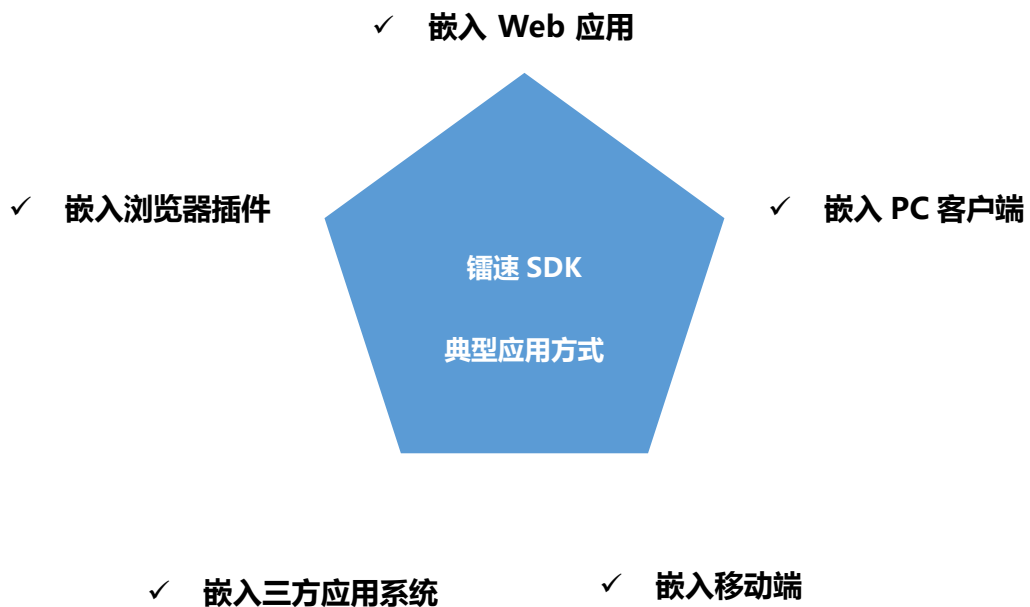 ✓ 嵌入 Web 应用
✓ 嵌入浏览器插件
✓ 嵌入 PC 客户端
镭速 SDK
典型应用方式
✓ 嵌入三方应用系统
✓ 嵌入移动端